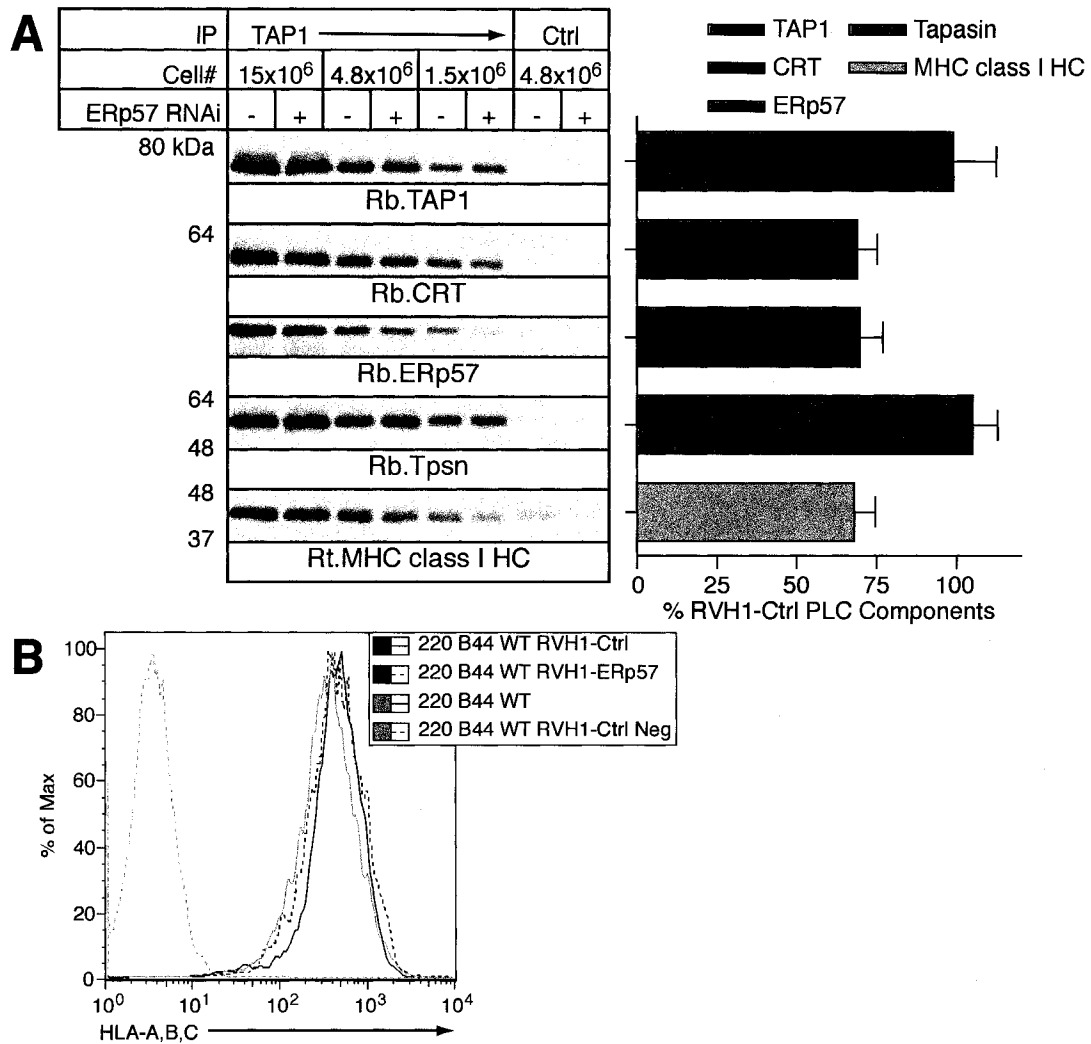 A
IP TAP1 Ctrl
Cell# 15x10⁶ 4.8x10⁶ 1.5x10⁶ 4.8x10⁶
ERp57 RNAi - + - + - + - +
80 kDa
Rb.TAP1
64
Rb.CRT
Rb.ERp57
64
48
Rb.Tpsn
48
37
Rt.MHC class I HC
TAP1 Tapasin
CRT MHC class I HC
ERp57
0 25 50 75 100
% RVH1-Ctrl PLC Components
B
220 B44 WT RVH1-Ctrl
220 B44 WT RVH1-ERp57
220 B44 WT
220 B44 WT RVH1-Ctrl Neg
% of Max
100
80
60
40
20
0
10⁰ 10¹ 10² 10³ 10⁴
HLA-A,B,C